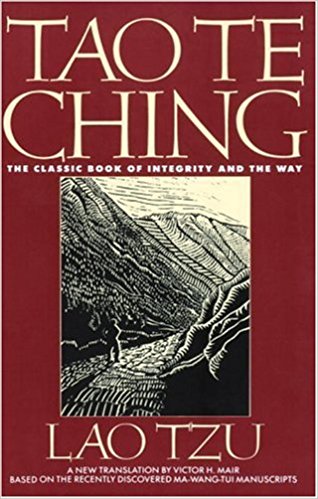 TAO TE
CHING
THE CLASSIC BOOK OF INTEGRITY AND THE WAY
LAO TZU
A NEW TRANSLATION BY VICTOR H. MAIR
BASED ON THE RECENTLY DISCOVERED MA-WANG-TUI MANUSCRIPTS